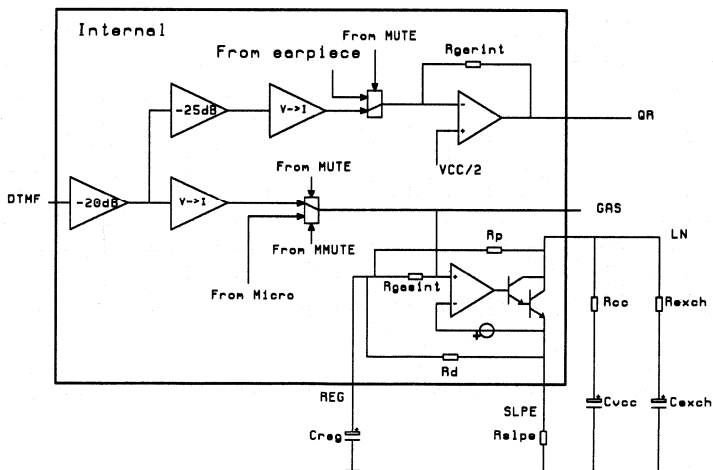 Internal
From MUTE
From earpiece
Rgarint
-25dB
V->I
QR
VCC/2
From MUTE
DTMF
-20dB
V->I
GAS
From MMUTE
Rp
LN
From Micro
Rgasint
Rcc
Rexch
Rd
REG
SLPE
Cvcc
Cexch
Creg
Rslpe